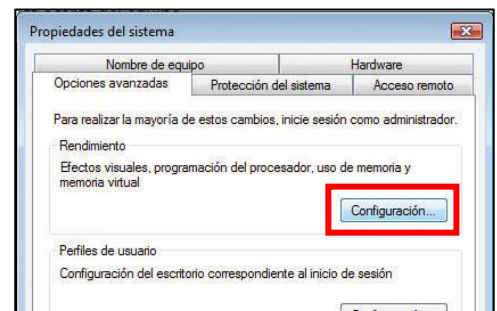 Propiedades del sistema
Nombre de equipo
Hardware
Opciones avanzadas
Protección del sistema
Acceso remoto
Para realizar la mayoría de estos cambios, inicie sesión como administrador.
Rendimiento
Efectos visuales, programación del procesador, uso de memoria y
memoria virtual
Configuración...
Perfiles de usuario
Configuración del escritorio correspondiente al inicio de sesión